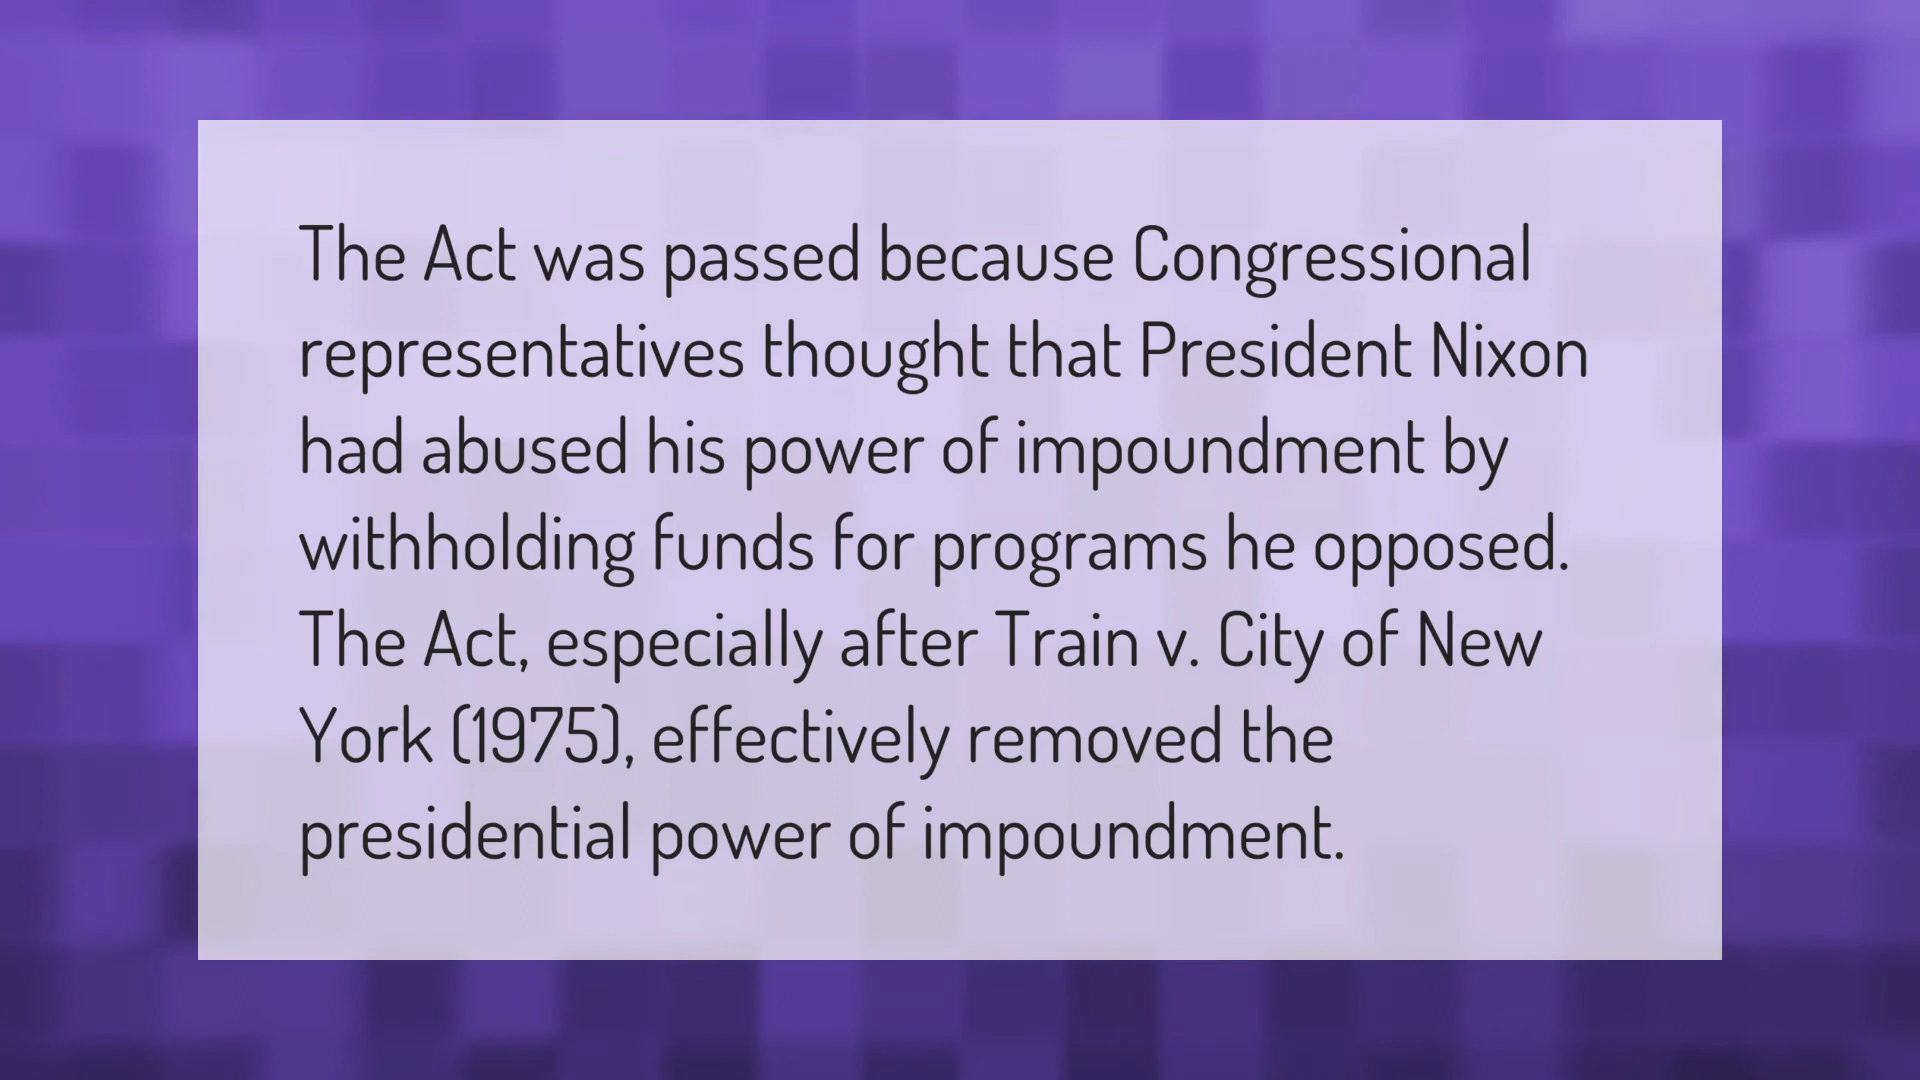 The Act was passed because Congressional
representatives thought that President Nixon
had abused his power of impoundment by
withholding funds for programs he opposed.
The Act, especially after Train v. City of New
York (1975), effectively removed the
presidential power of impoundment.